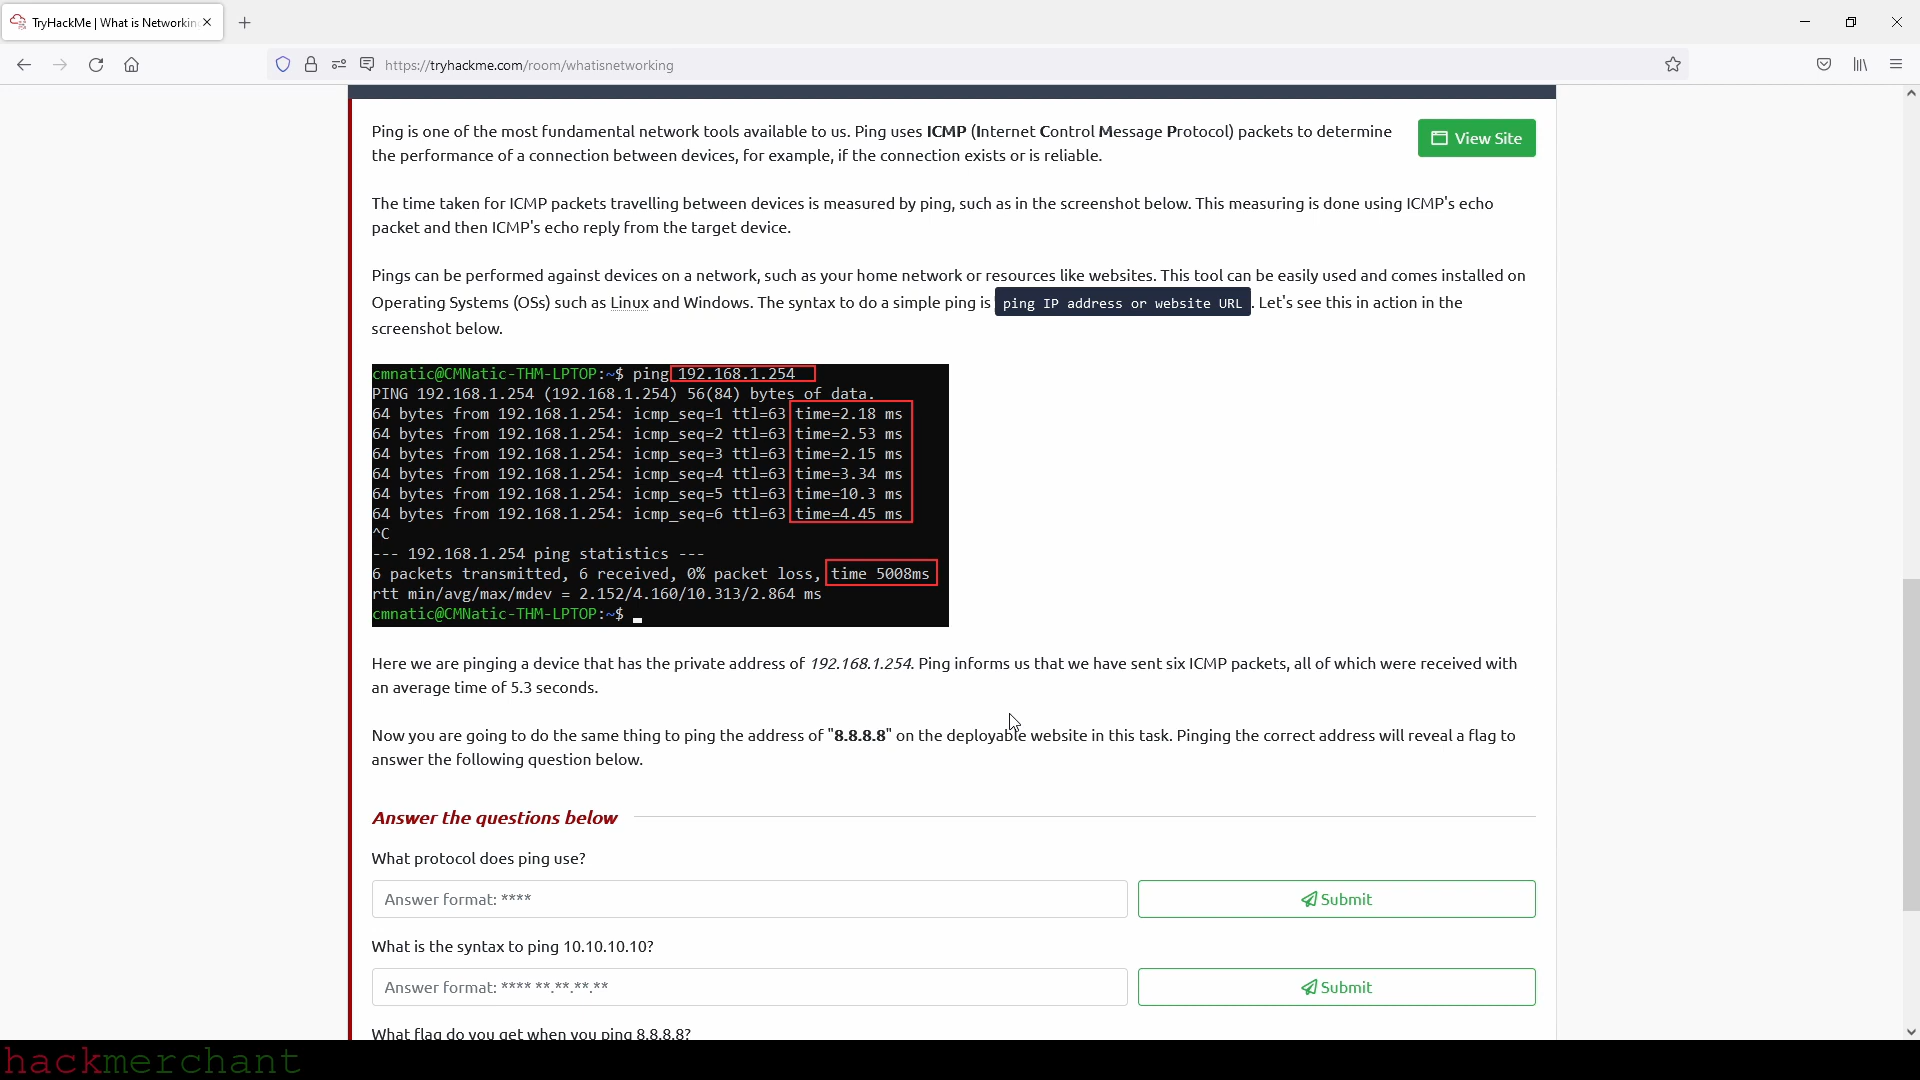 TryHackMe | What is Networkin
https://tryhackme.com/room/whatisnetworking
Ping is one of the most fundamental network tools available to us. Ping uses ICMP (Internet Control Message Protocol) packets to determine
the performance of a connection between devices, for example, if the connection exists or is reliable.
View Site
The time taken for ICMP packets travelling between devices is measured by ping, such as in the screenshot below. This measuring is done using ICMP's echo
packet and then ICMP's echo reply from the target device.
Pings can be performed against devices on a network, such as your home network or resources like websites. This tool can be easily used and comes installed on
Operating Systems (OSs) such as Linux and Windows. The syntax to do a simple ping is ping IP address or website URL. Let's see this in action in the
screenshot below.
cmnatic@CMNatic-THM-LPTOP:~$ ping 192.168.1.254
PING 192.168.1.254 (192.168.1.254) 56(84) bytes of data.
64 bytes from 192.168.1.254: icmp_seq=1 ttl=63 time=2.18 ms
64 bytes from 192.168.1.254: icmp_seq=2 ttl=63 time=2.53 ms
64 bytes from 192.168.1.254: icmp_seq=3 ttl=63 time=2.15 ms
64 bytes from 192.168.1.254: icmp_seq=4 ttl=63 time=3.34 ms
64 bytes from 192.168.1.254: icmp_seq=5 ttl=63 time=10.3 ms
64 bytes from 192.168.1.254: icmp_seq=6 ttl=63 time=4.45 ms
^C
--- 192.168.1.254 ping statistics ---
6 packets transmitted, 6 received, 0% packet loss, time 5008ms
rtt min/avg/max/mdev = 2.152/4.160/10.313/2.864 ms
cmnatic@CMNatic-THM-LPTOP:~$
Here we are pinging a device that has the private address of 192.168.1.254. Ping informs us that we have sent six ICMP packets, all of which were received with
an average time of 5.3 seconds.
Now you are going to do the same thing to ping the address of "8.8.8.8" on the deployable website in this task. Pinging the correct address will reveal a flag to
answer the following question below.
Answer the questions below
What protocol does ping use?
Answer format: ****
Submit
What is the syntax to ping 10.10.10.10?
Answer format: **** **.**.**.**
Submit
What flag do you get when you ping 8.8.8.8?
hackmerchant